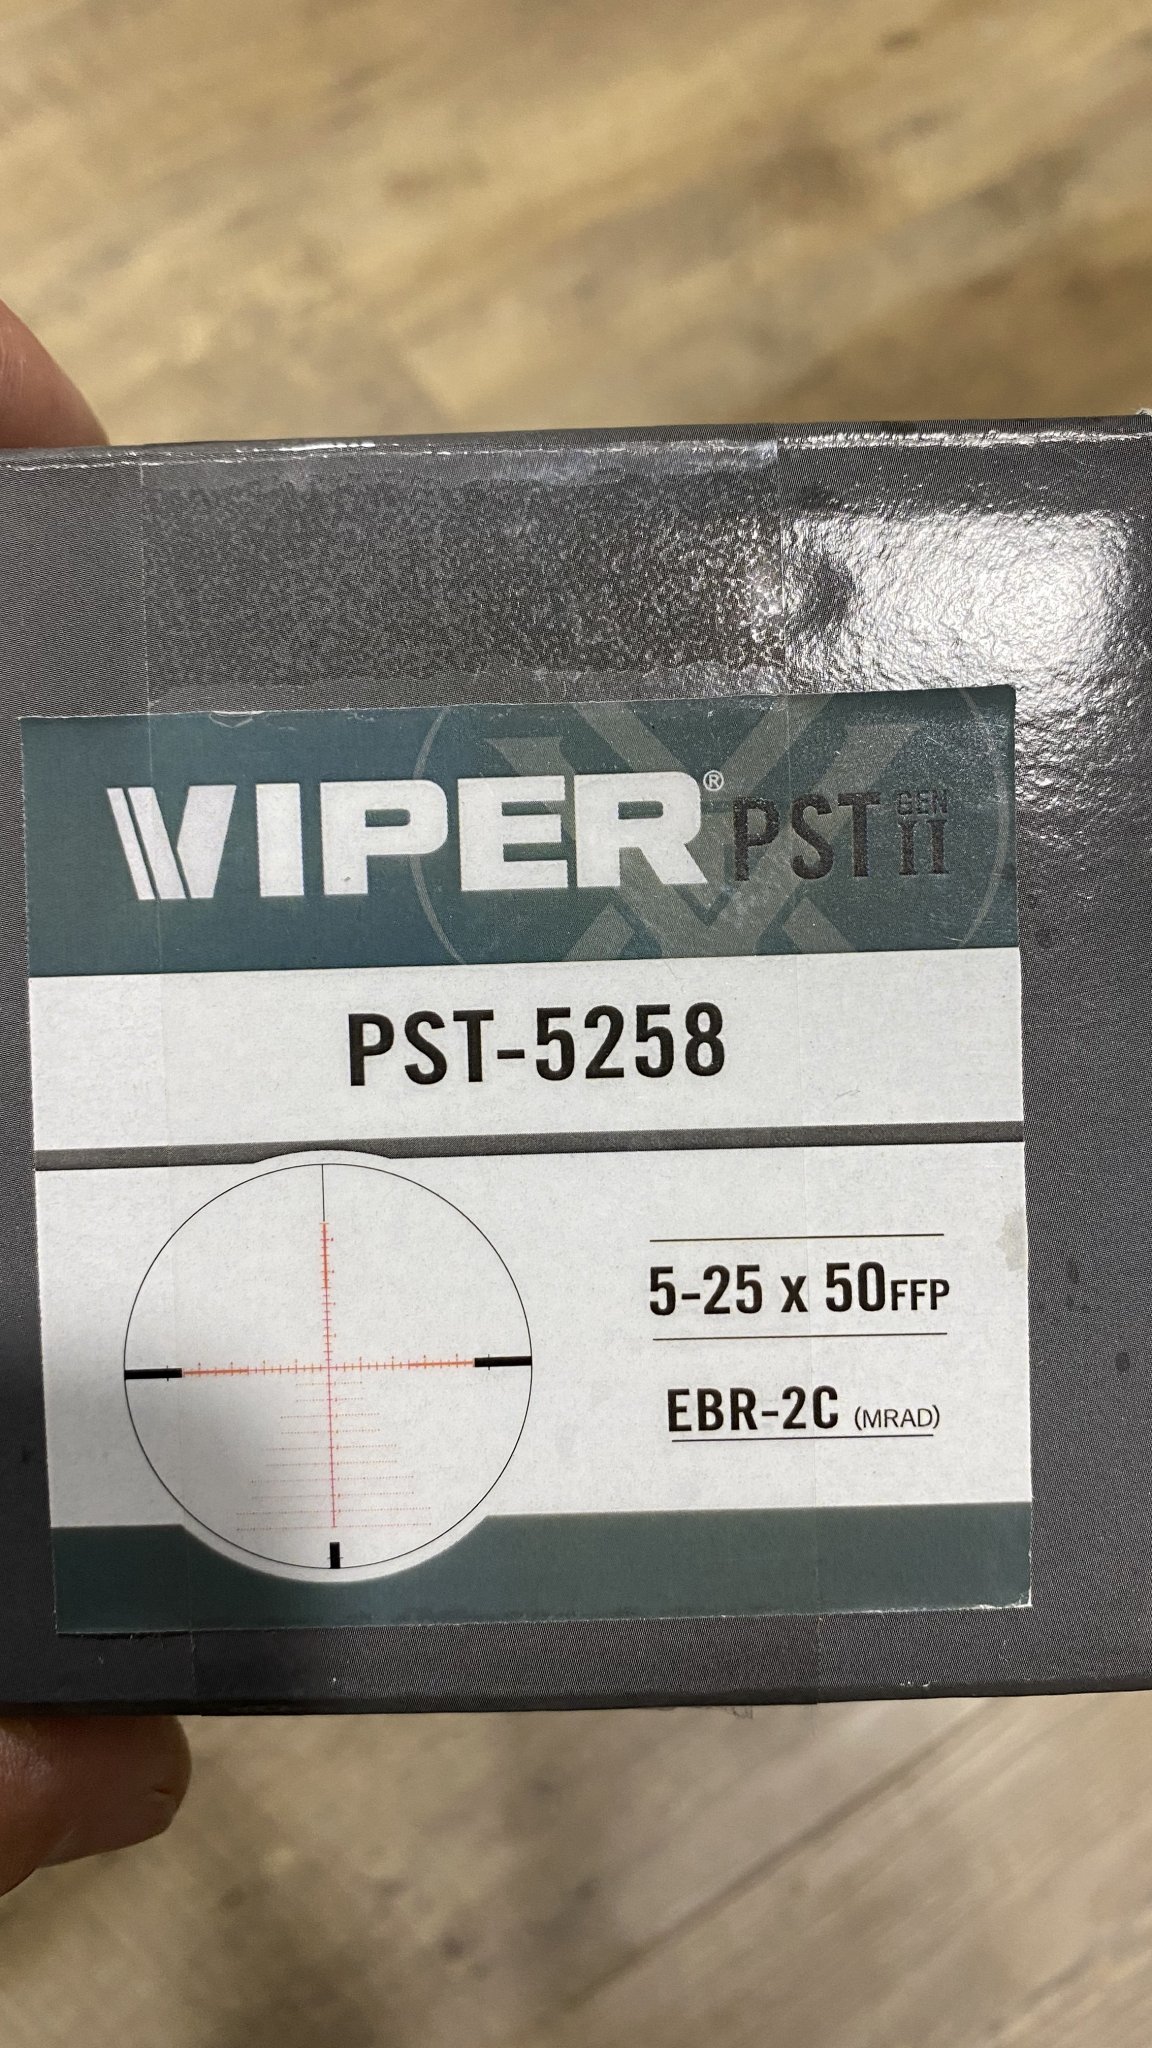 VIPER® PST GEN II
PST-5258
5-25 x 50FFP
EBR-2C (MRAD)